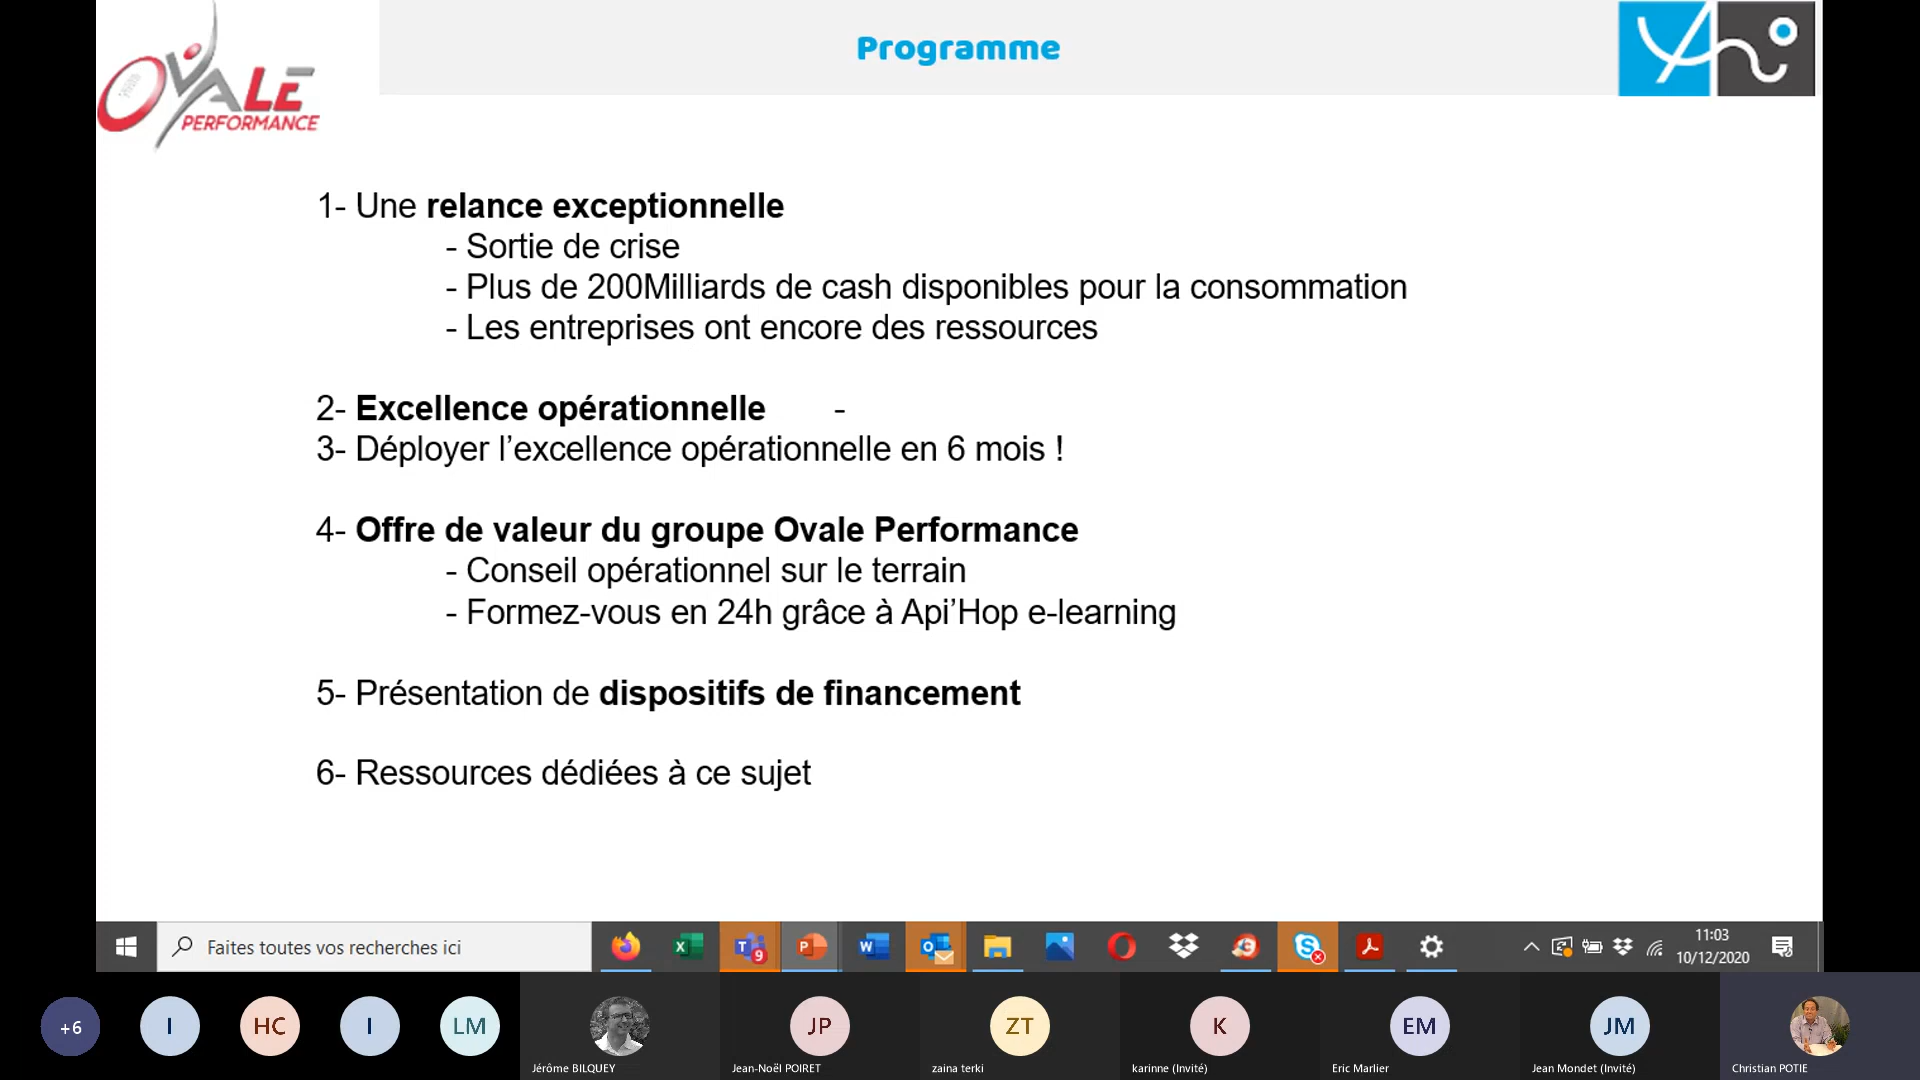 OVALE
PERFORMANCE
Programme
1- Une relance exceptionnelle
- Sortie de crise
- Plus de 200Milliards de cash disponibles pour la consommation
- Les entreprises ont encore des ressources
2- Excellence opérationnelle -
3- Déployer l’excellence opérationnelle en 6 mois !
4- Offre de valeur du groupe Ovale Performance
- Conseil opérationnel sur le terrain
- Formez-vous en 24h grâce à Api’Hop e-learning
5- Présentation de dispositifs de financement
6- Ressources dédiées à ce sujet
Faites toutes vos recherches ici
9
11:03
10/12/2020
+6
I
HC
I
LM
JP
ZT
K
EM
JM
Jérôme BILQUEY
Jean-Noël POIRET
zaina terki
karinne (Invité)
Eric Marlier
Jean Mondet (Invité)
Christian POTIE